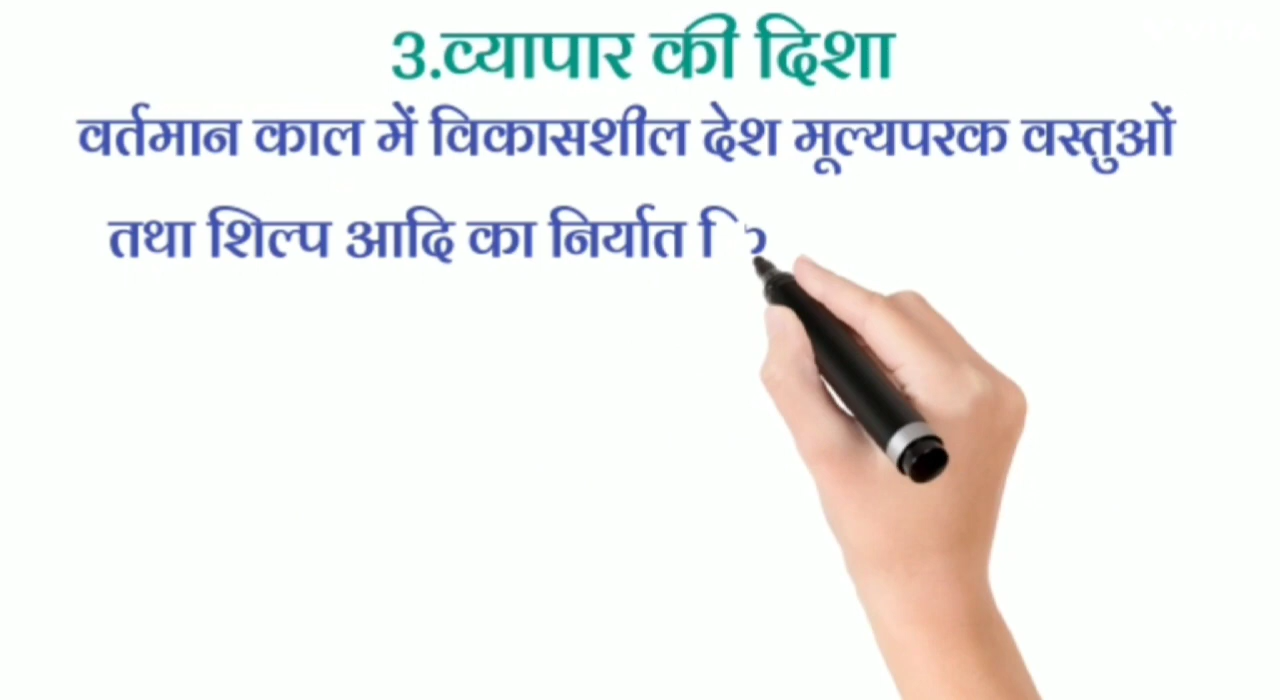 3.व्यापार की दिशा
वर्तमान काल में विकासशील देश मूल्यपरक वस्तुओं
तथा शिल्प आदि का निर्यात